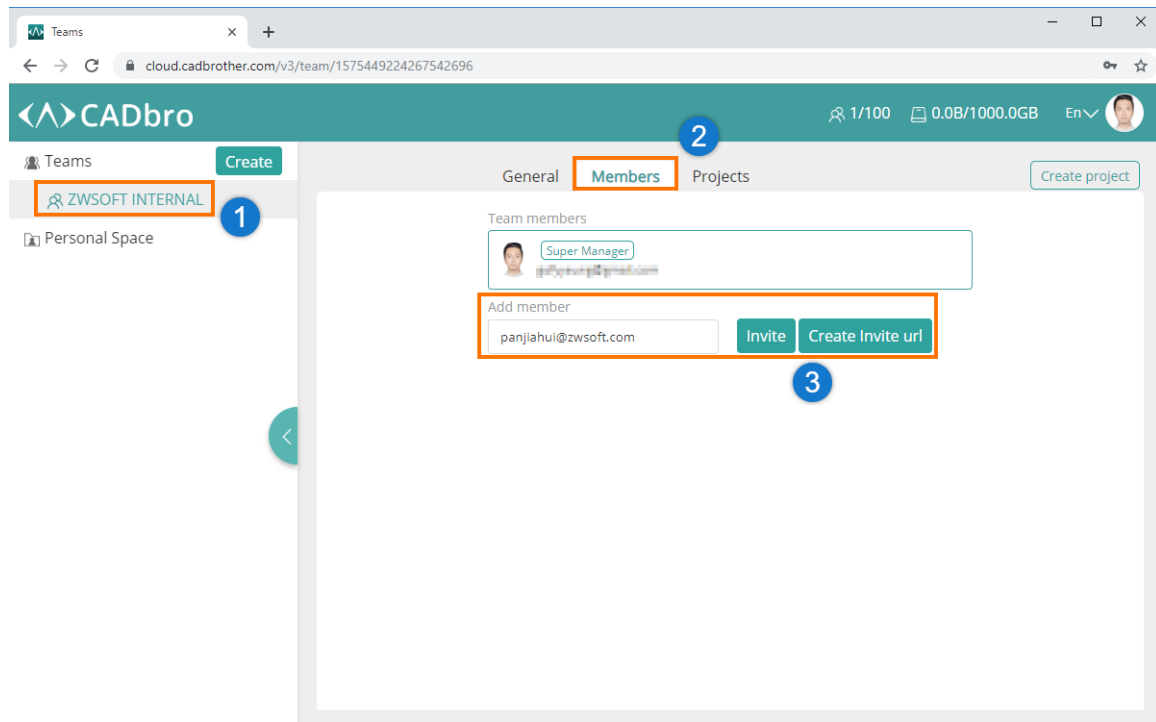 Teams
cloud.cadbrother.com/v3/team/1575449224267542696
CADbro
1/100
0.0B/1000.0GB
En
Teams
Create
ZWSOFT INTERNAL
1
Personal Space
2
General
Members
Projects
Create project
Team members
Super Manager
Add member
panjiahui@zwsoft.com
Invite
Create Invite url
3